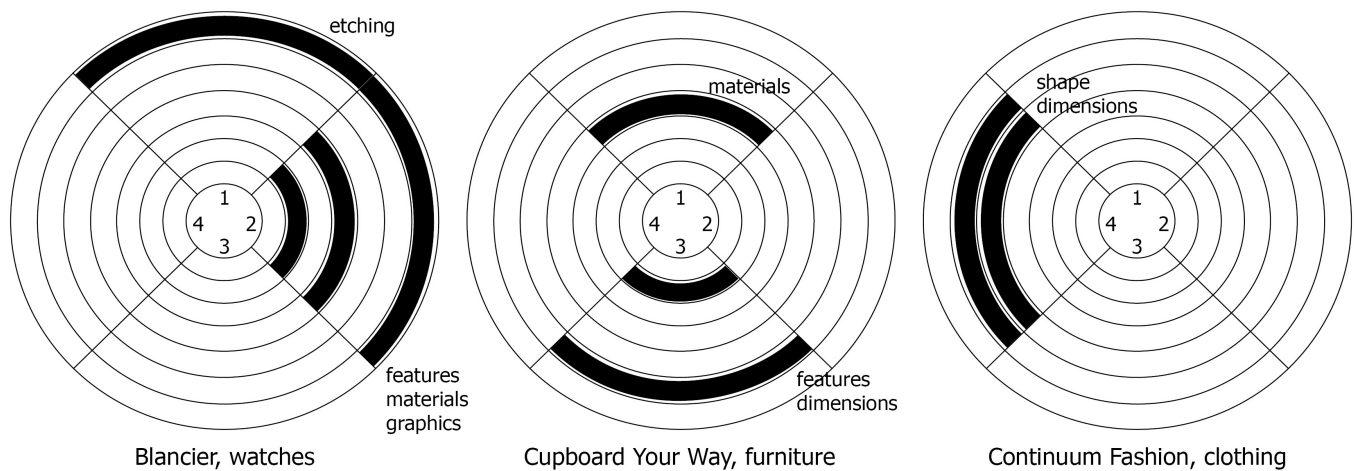 etching
1
4 2
3
features
materials
graphics
Blancier, watches
materials
1
4 2
3
features
dimensions
Cupboard Your Way, furniture
shape
dimensions
1
4 2
3
Continuum Fashion, clothing